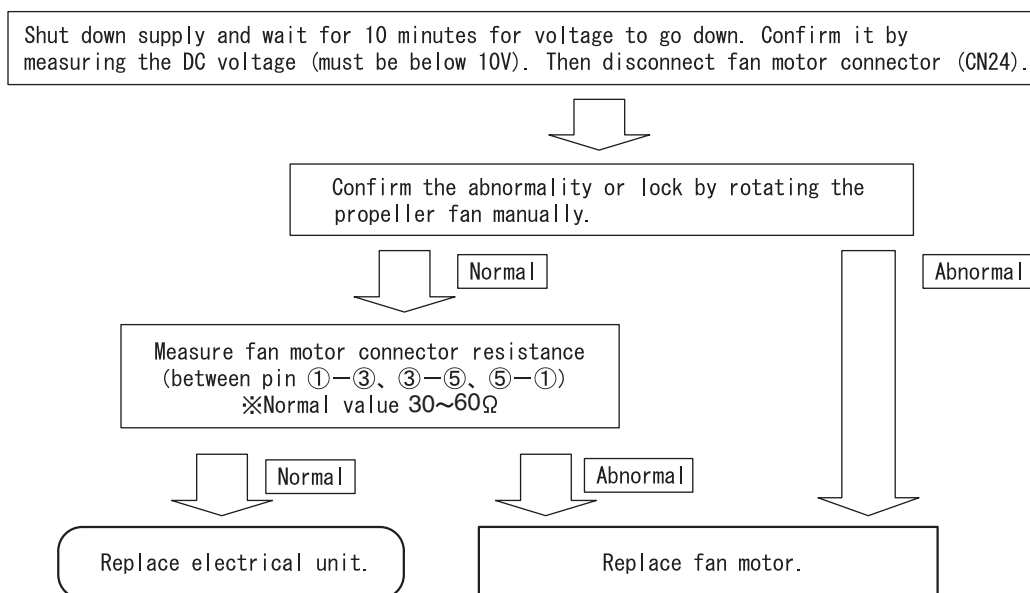 Shut down supply and wait for 10 minutes for voltage to go down. Confirm it by
measuring the DC voltage (must be below 10V). Then disconnect fan motor connector (CN24).
Confirm the abnormality or lock by rotating the
propeller fan manually.
Normal
Abnormal
Measure fan motor connector resistance
(between pin ①−③、③−⑤、⑤−①)
※Normal value 30~60Ω
Normal
Abnormal
Replace electrical unit.
Replace fan motor.